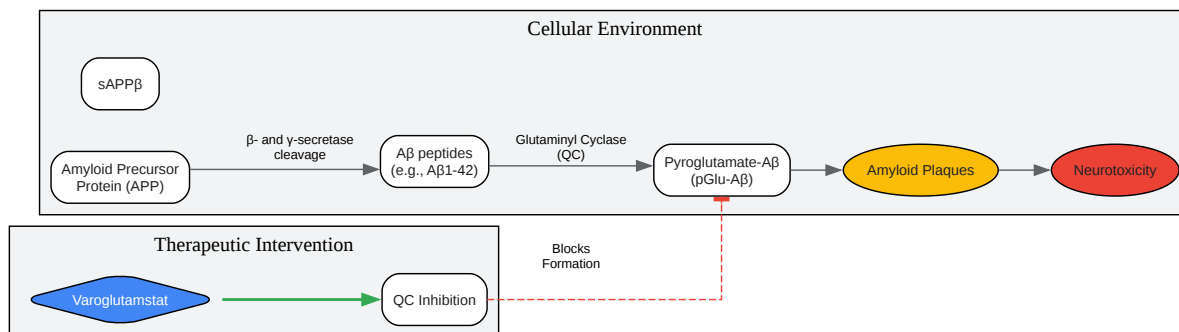 Cellular Environment
sAPPβ
β- and γ-secretase
cleavage
Glutaminyl Cyclase
(QC)
Amyloid Precursor
Protein (APP)
Aβ peptides
(e.g., Aβ1-42)
Pyroglutamate-Aβ
(pGlu-Aβ)
Amyloid Plaques
Neurotoxicity
Therapeutic Intervention
Blocks
Formation
Varoglutamstat
QC Inhibition